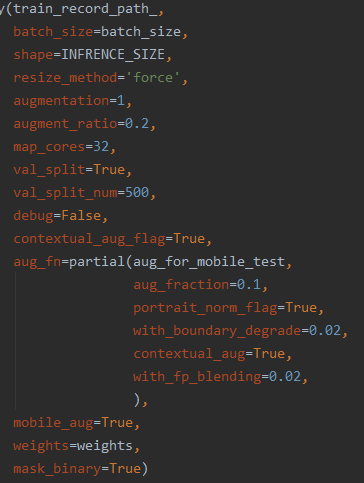 y(train_record_path_,
batch_size=batch_size,
shape=INFRENCE_SIZE,
resize_method='force',
augmentation=1,
augment_ratio=0.2,
map_cores=32,
val_split=True,
val_split_num=500,
debug=False,
contextual_aug_flag=True,
aug_fn=partial(aug_for_mobile_test,
aug_fraction=0.1,
portrait_norm_flag=True,
with_boundary_degrade=0.02,
contextual_aug=True,
with_fp_blending=0.02,
),
mobile_aug=True,
weights=weights,
mask_binary=True)